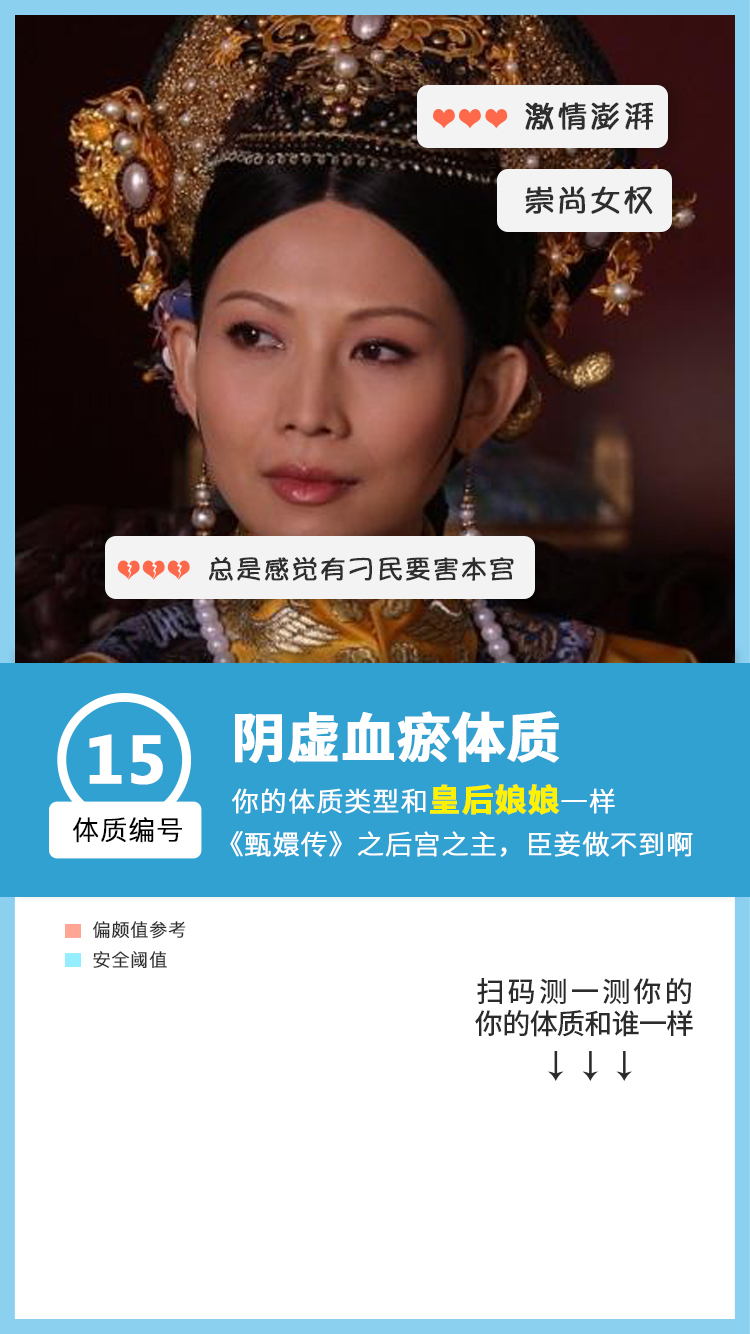 ❤❤❤ 激情澎湃
崇尚女权
💔💔💔 总是感觉有刁民要害本宫
15
体质编号
阴虚血瘀体质
你的体质类型和皇后娘娘一样
《甄嬛传》之后宫之主，臣妾做不到啊
偏颇值参考
安全阈值
扫码测一测你的
你的体质和谁一样
↓↓↓